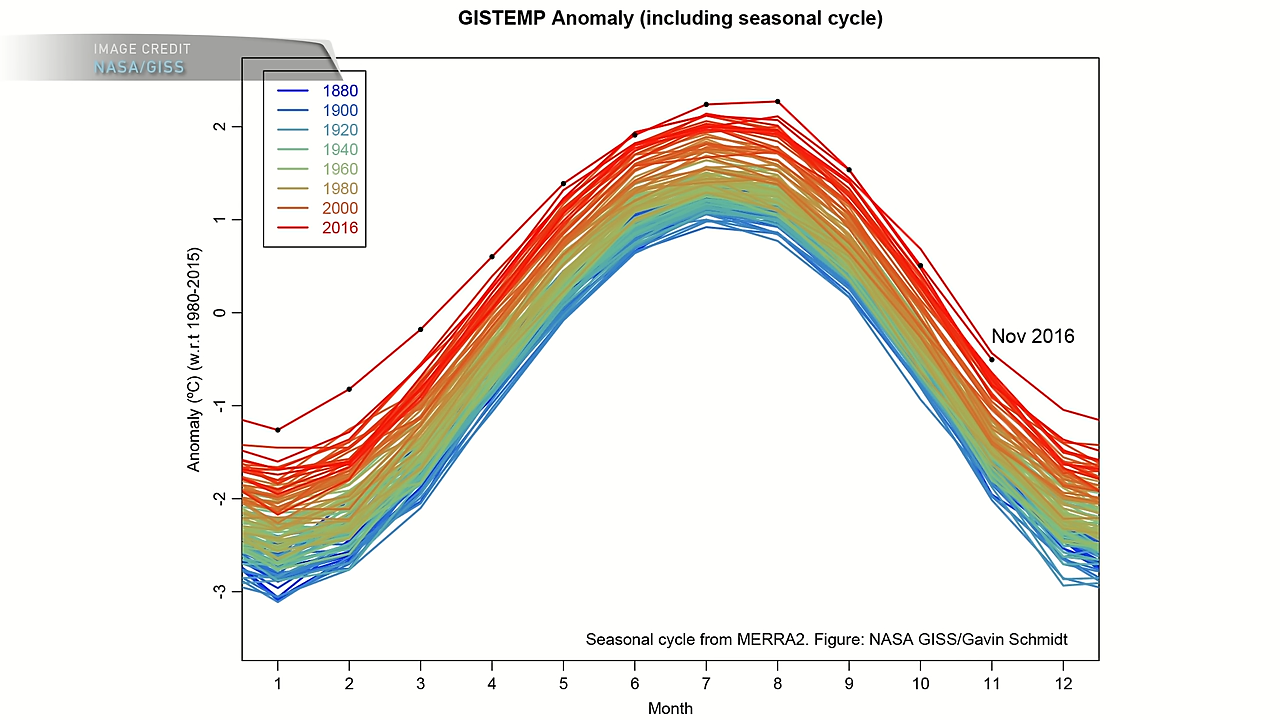 GISTEMP Anomaly (including seasonal cycle)
IMAGE CREDIT
NASA/GISS
1880
1900
1920
1940
1960
1980
2000
2016
2
1
0
-1
-2
-3
Anomaly (ºC) (w.r.t 1980-2015)
Nov 2016
Seasonal cycle from MERRA2. Figure: NASA GISS/Gavin Schmidt
1 2 3 4 5 6 7 8 9 10 11 12
Month